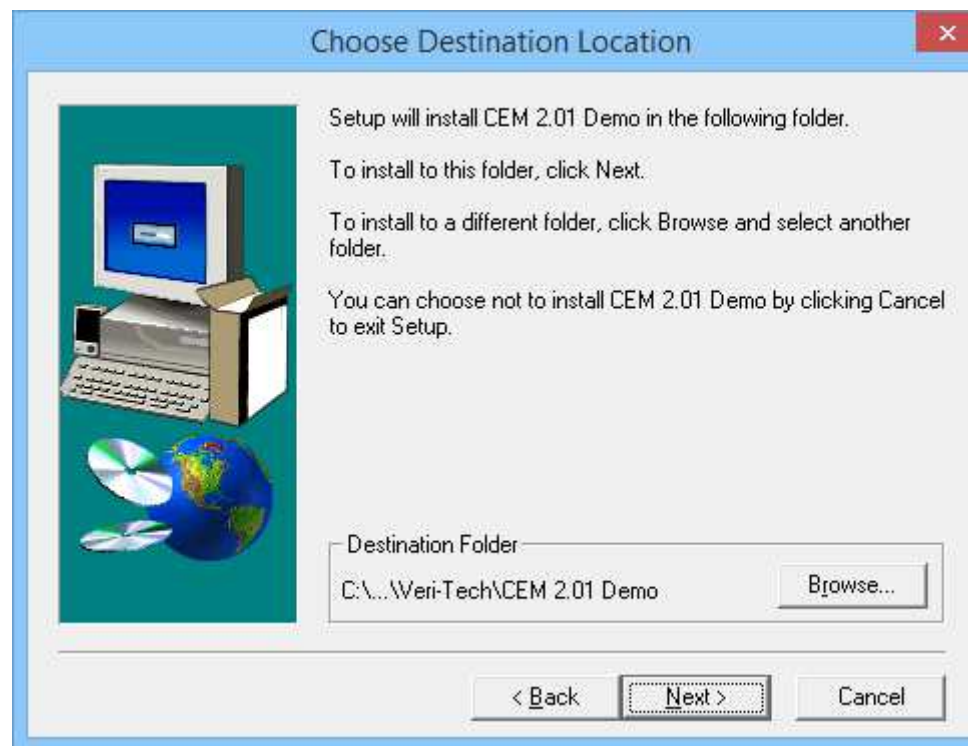 Choose Destination Location
Setup will install CEM 2.01 Demo in the following folder.
To install to this folder, click Next.
To install to a different folder, click Browse and select another
folder.
You can choose not to install CEM 2.01 Demo by clicking Cancel
to exit Setup.
Destination Folder
C:\...\Veri-Tech\CEM 2.01 Demo
Browse...
< Back
Next >
Cancel